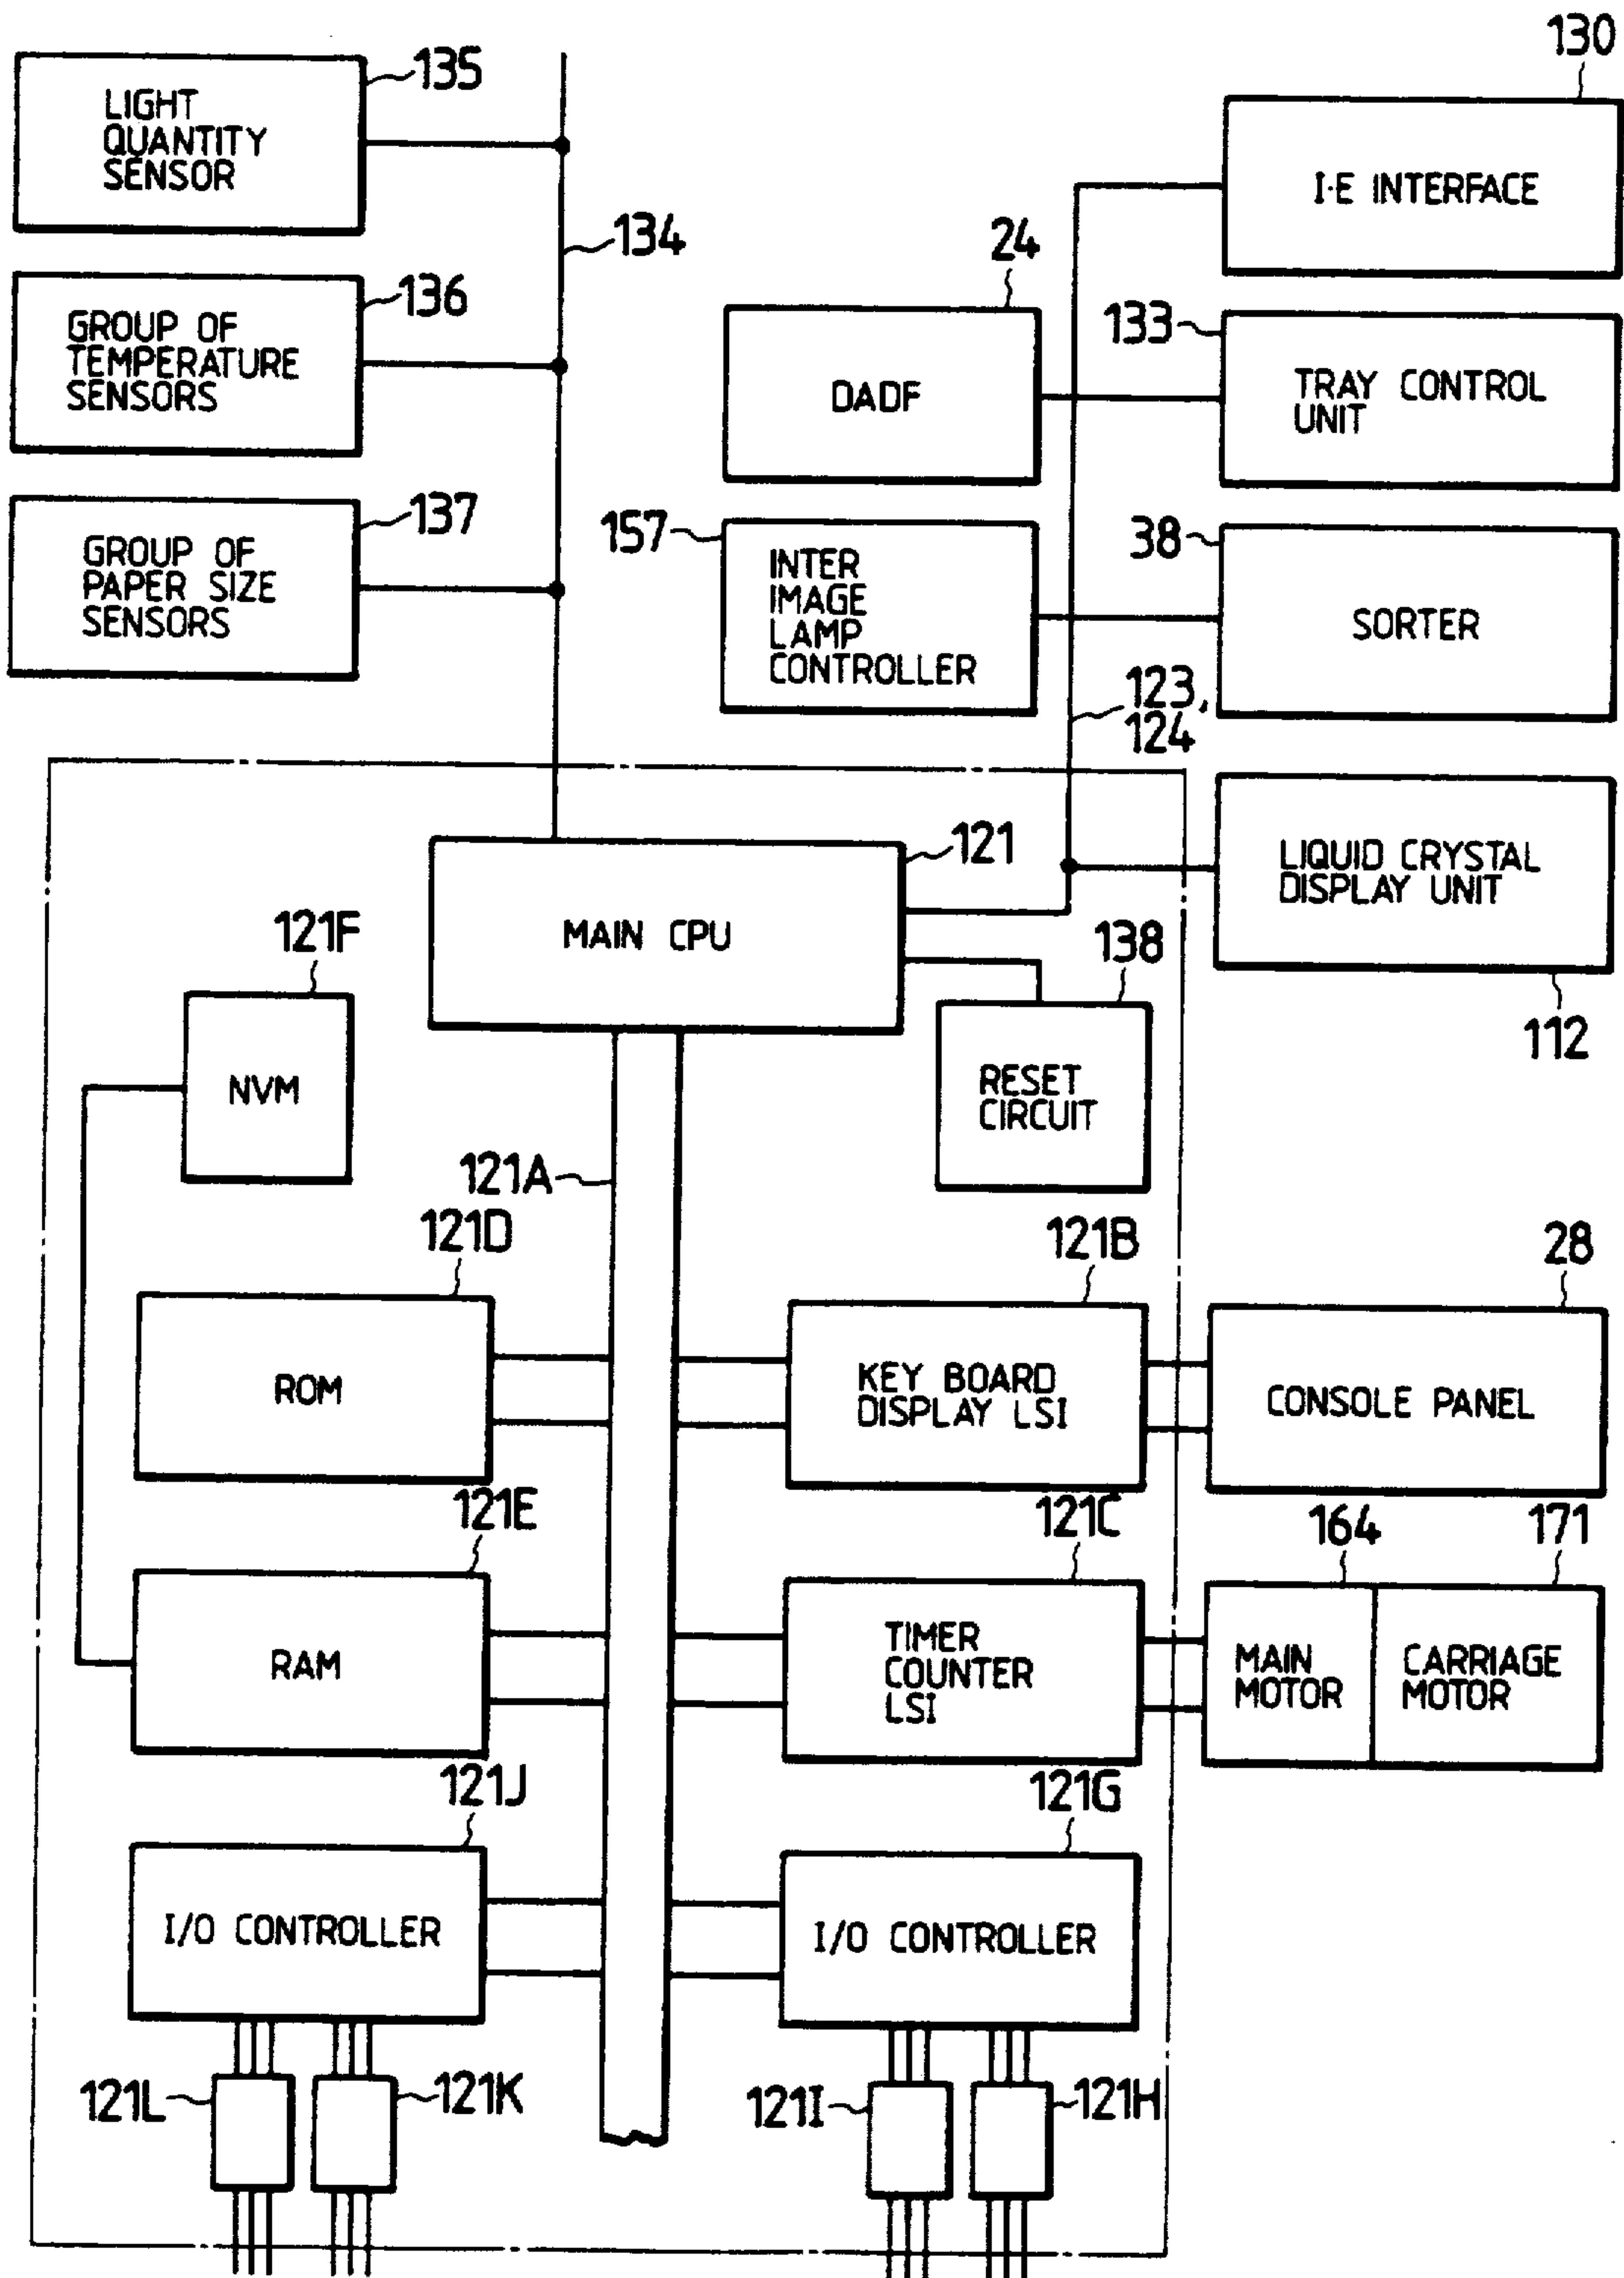 130
135
LIGHT
QUANTITY
SENSOR
I·E INTERFACE
134
24
136
GROUP OF
TEMPERATURE
SENSORS
DADF
133
TRAY CONTROL
UNIT
137
GROUP OF
PAPER SIZE
SENSORS
157
INTER
IMAGE
LAMP
CONTROLLER
38
SORTER
123,
124
121
MAIN CPU
LIQUID CRYSTAL
DISPLAY UNIT
112
121F
NVM
138
RESET
CIRCUIT
121A
121D
ROM
121B
KEY BOARD
DISPLAY LSI
28
CONSOLE PANEL
121E
RAM
121C
TIMER
COUNTER
LSI
164
171
MAIN
MOTOR
CARRIAGE
MOTOR
121J
I/O CONTROLLER
121G
I/O CONTROLLER
121L
121K
121I
121H